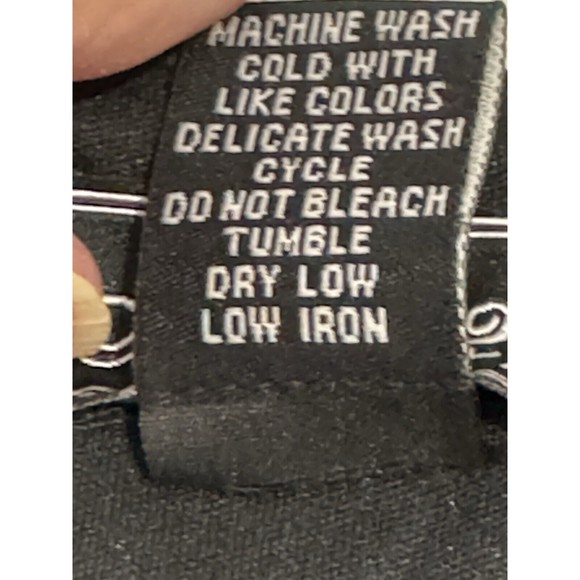 MACHINE WASH
COLD WITH
LIKE COLORS
DELICATE WASH
CYCLE
DO NOT BLEACH
TUMBLE
DRY LOW
LOW IRON